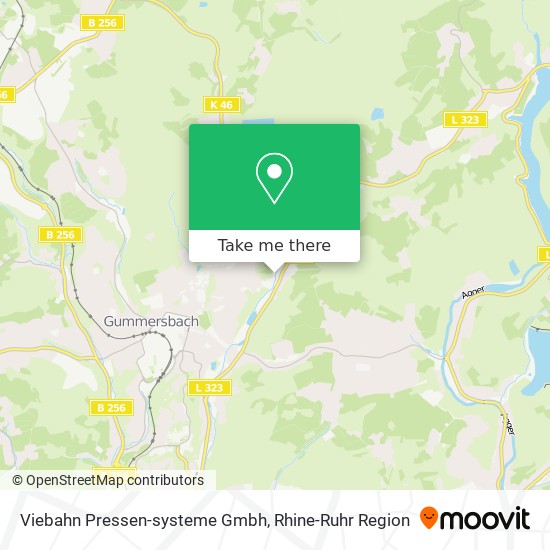 B 256
K 46
L 323
B 256
Take me there
Agger
Gummersbach
L 323
B 256
Agger
© OpenStreetMap contributors
Viebahn Pressen-systeme Gmbh, Rhine-Ruhr Region
moovit